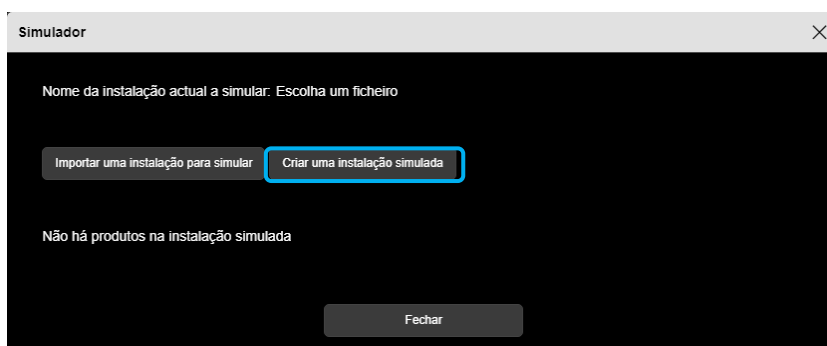 Simulador
Nome da instalação actual a simular: Escolha um ficheiro
Importar uma instalação para simular
Criar uma instalação simulada
Não há produtos na instalação simulada
Fechar